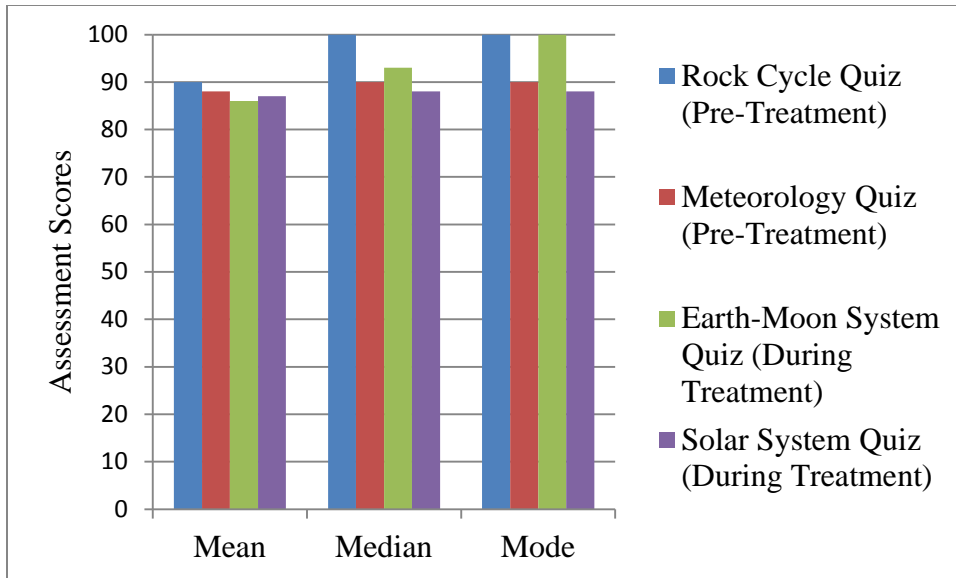 Assessment Scores
100
90
80
70
60
50
40
30
20
10
0
Mean
Median
Mode
Rock Cycle Quiz
(Pre-Treatment)
Meteorology Quiz
(Pre-Treatment)
Earth-Moon System
Quiz (During
Treatment)
Solar System Quiz
(During Treatment)